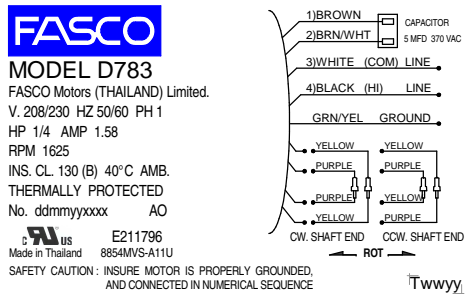 FASCO
MODEL D783
FASCO Motors (THAILAND) Limited.
V. 208/230 HZ 50/60 PH 1
HP 1/4 AMP 1.58
RPM 1625
INS. CL. 130 (B) 40°C AMB.
THERMALLY PROTECTED
No. ddmmyyxxxx AO
c RU US E211796
Made in Thailand 8854MVS-A11U
SAFETY CAUTION : INSURE MOTOR IS PROPERLY GROUNDED,
AND CONNECTED IN NUMERICAL SEQUENCE
1)BROWN
2)BRN/WHT
CAPACITOR
5 MFD 370 VAC
3)WHITE (COM) LINE
4)BLACK (HI) LINE
GRN/YEL GROUND
YELLOW YELLOW
PURPLE PURPLE
PURPLE YELLOW
YELLOW PURPLE
CW. SHAFT END CCW. SHAFT END
ROT
Twwyy